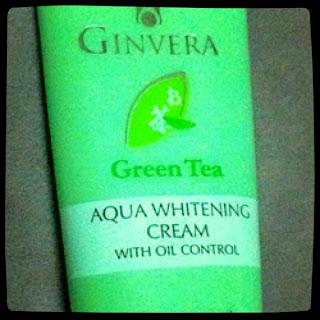 GINVERA
Green Tea
AQUA WHITENING
CREAM
WITH OIL CONTROL